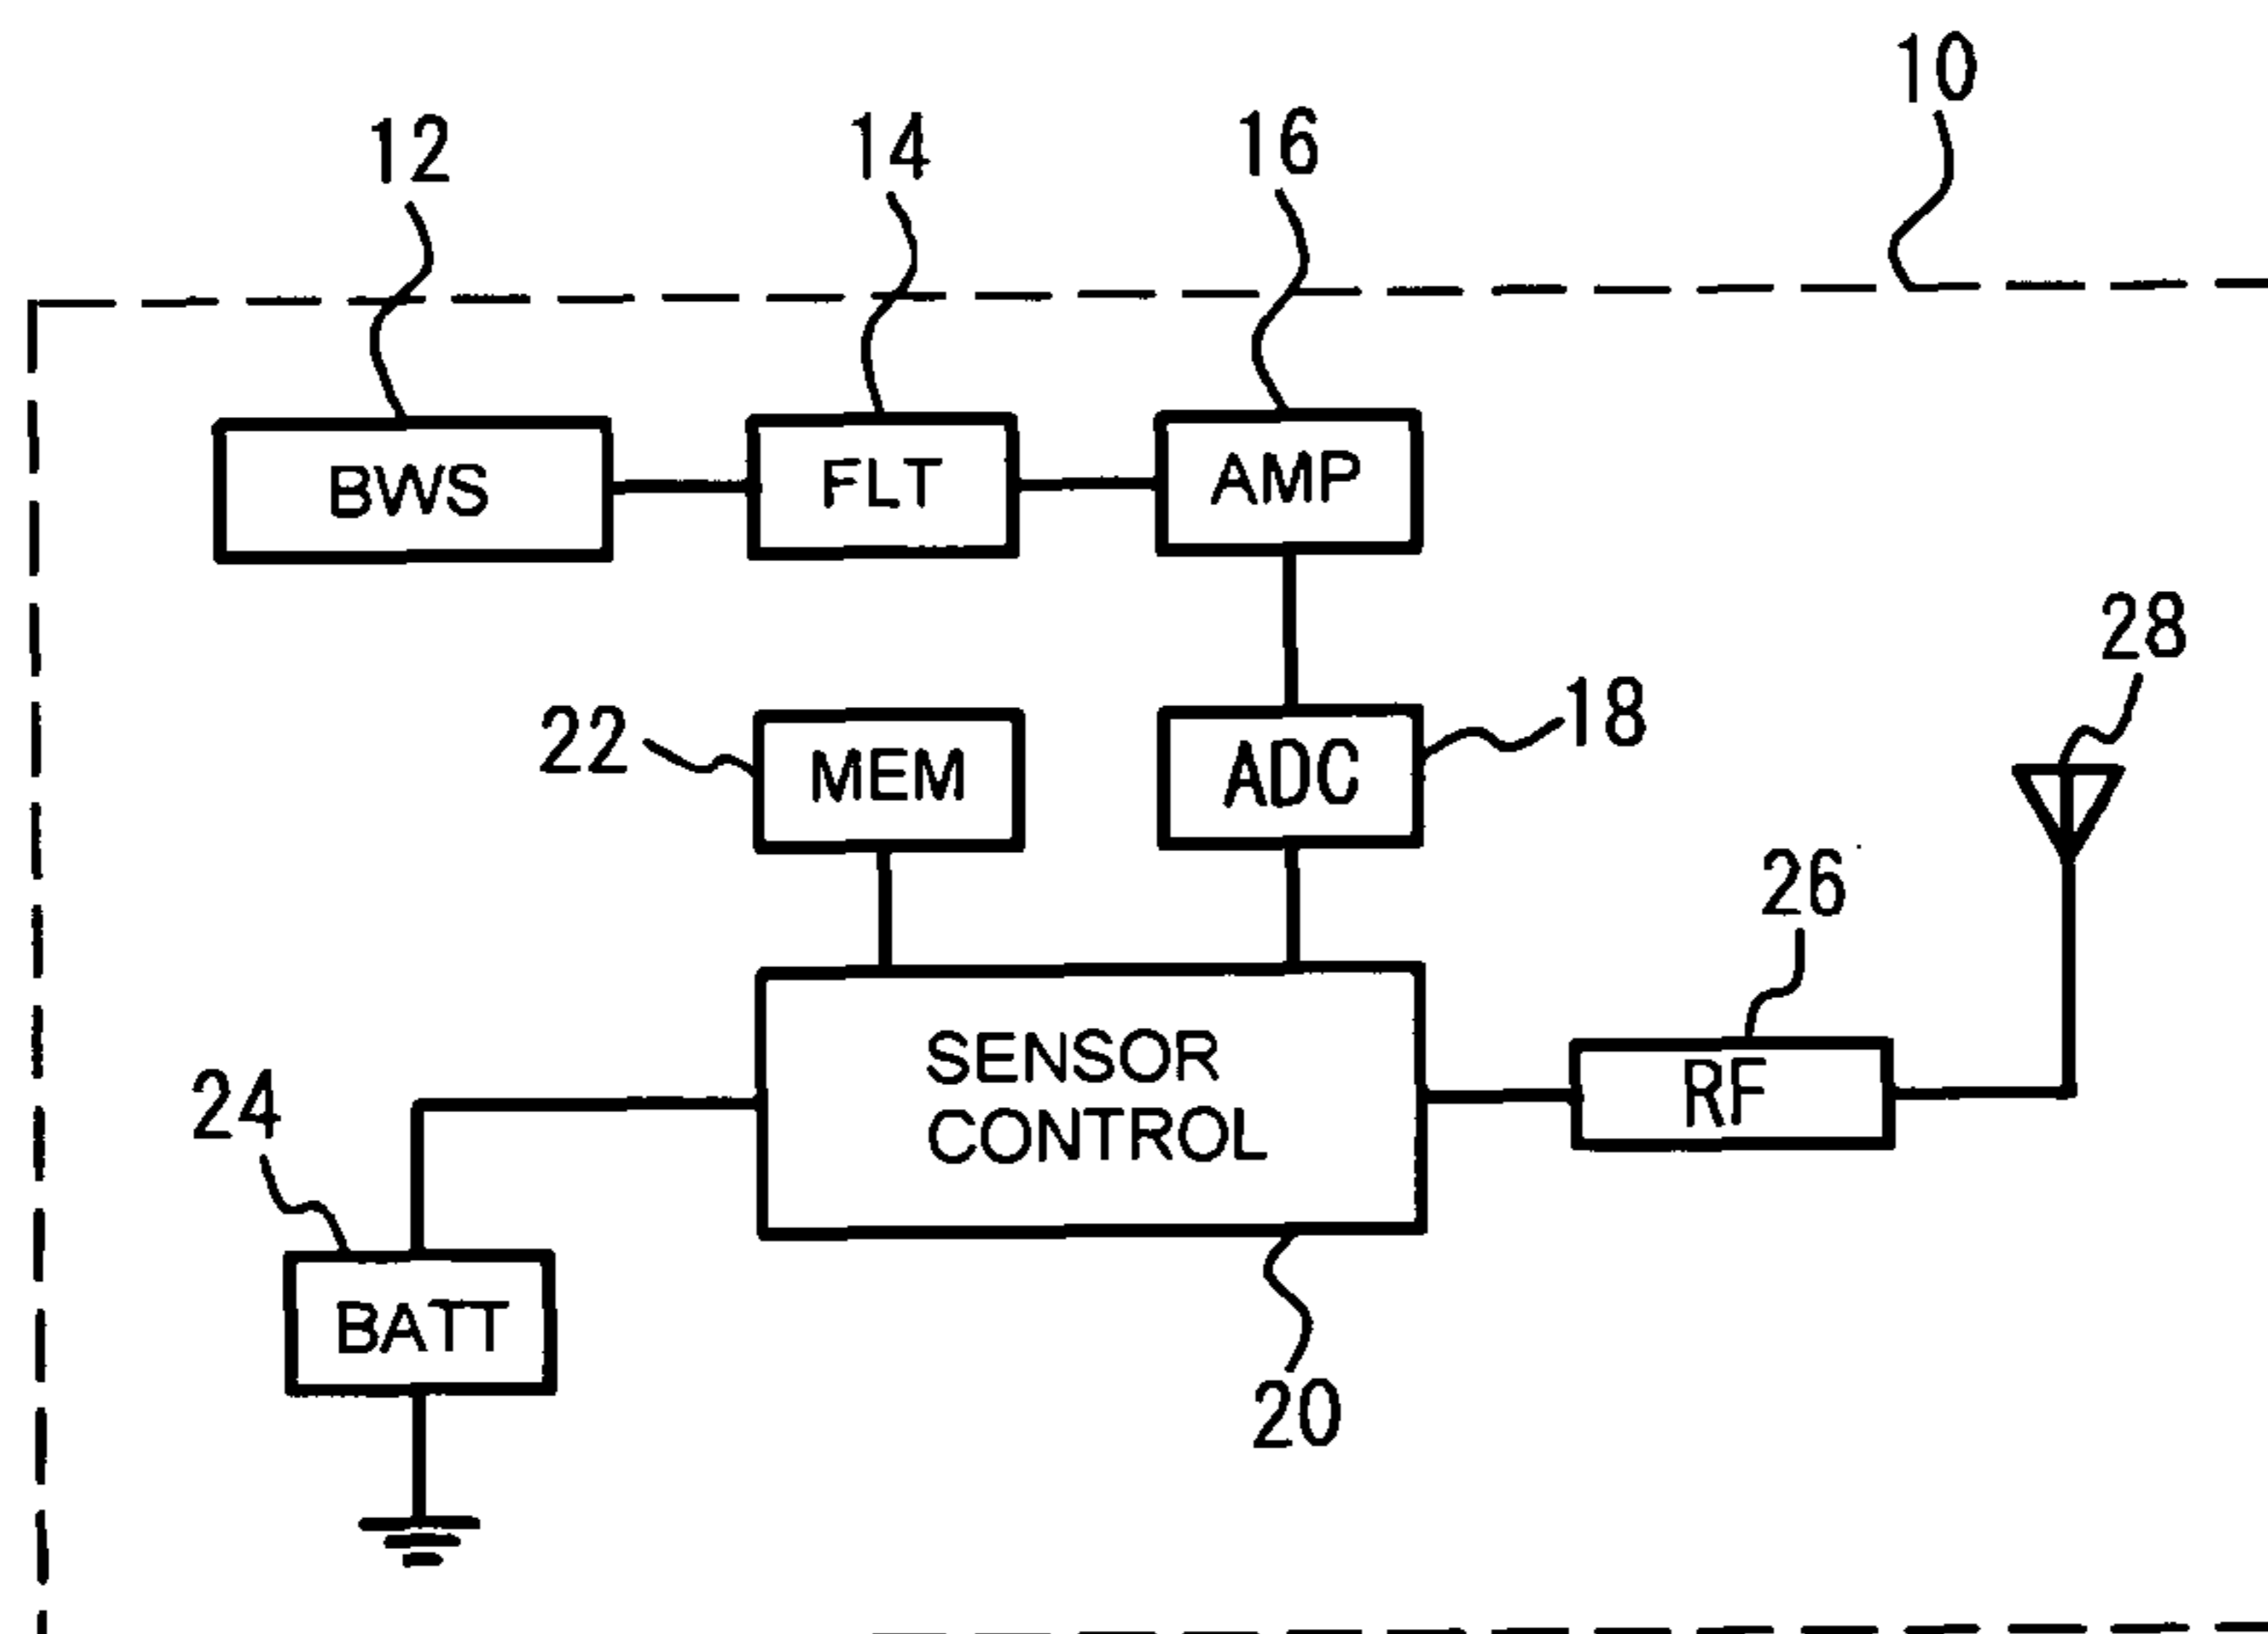 10
12
14
16
BWS
FLT
AMP
28
22
MEM
ADC
18
26
SENSOR
CONTROL
RF
24
BATT
20